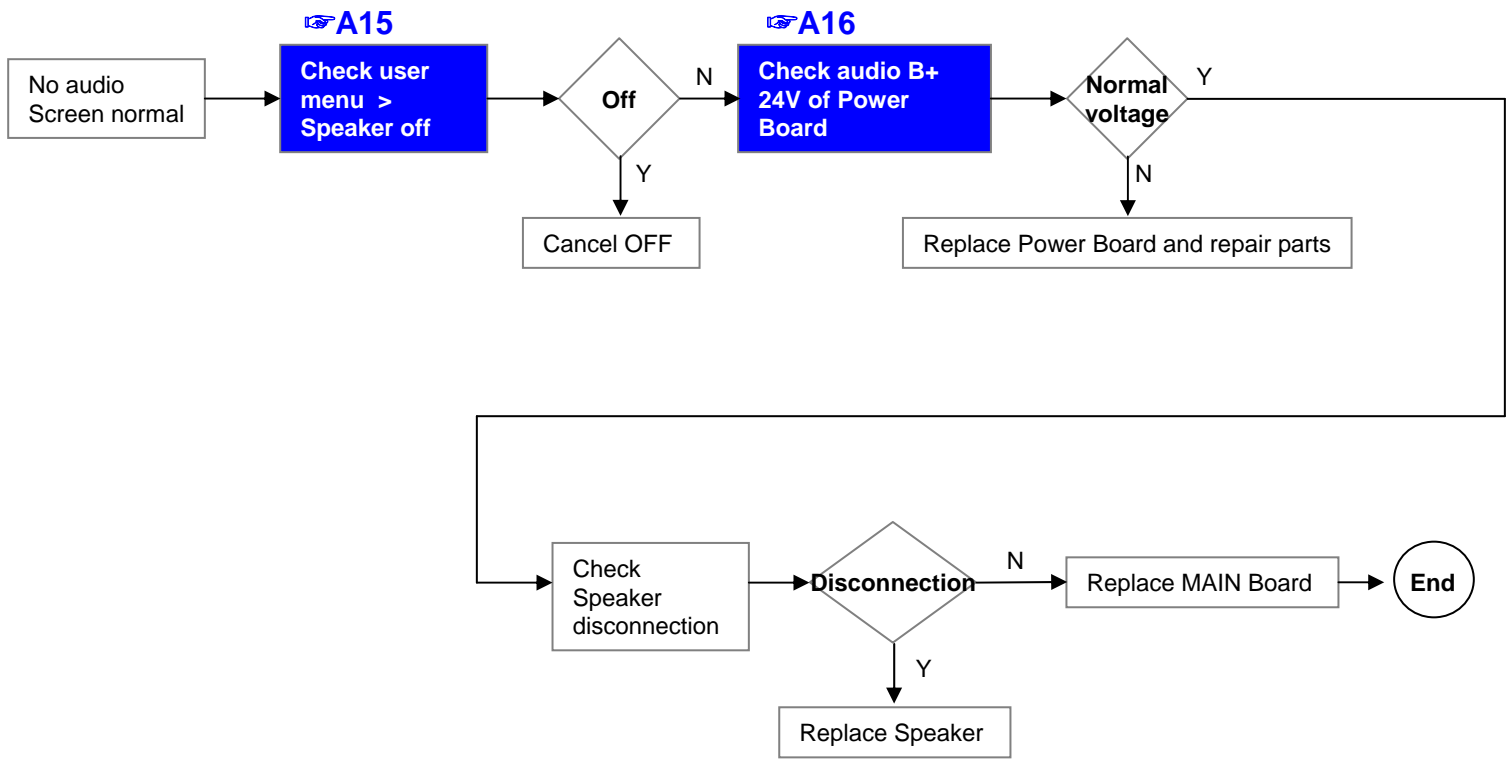 ☞A15
☞A16
No audio
Screen normal
Check user
menu >
Speaker off
Off
N
Check audio B+
24V of Power
Board
Normal
voltage
Y
Y
N
Cancel OFF
Replace Power Board and repair parts
Check
Speaker
disconnection
Disconnection
N
Replace MAIN Board
End
Y
Replace Speaker